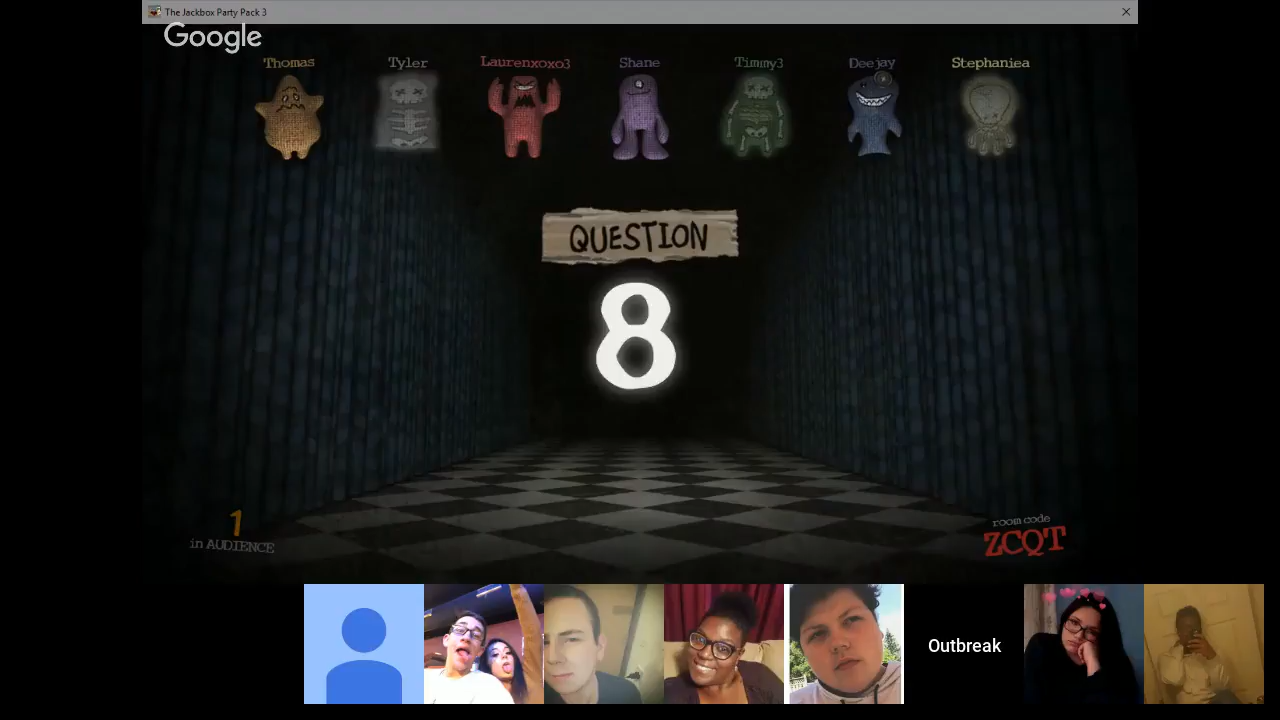 The Jackbox Party Pack 3
Google
Thomas
Tyler
Laurenxoxo3
Shane
Timmy3
Deejay
Stephaniea
QUESTION
8
1
in AUDIENCE
room code
ZCQT
Outbreak